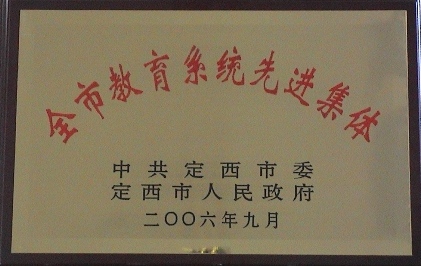 全市教育系统先进集体
中共定西市委
定西市人民政府
二〇〇六年九月